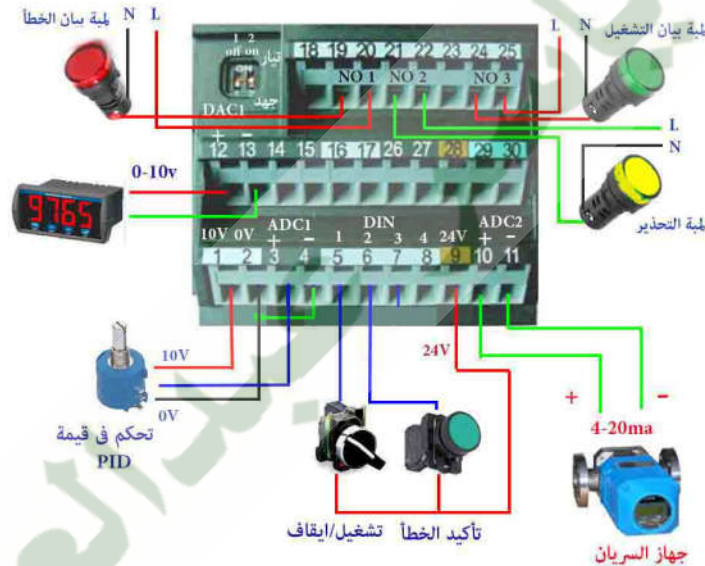 لمبة بيان الخطأ N L
1 2
off on
ON
تيار
جهد
18 19 20 21 22 23 24 25
NO 1 NO 2 NO 3
L N لمبة بيان التشغيل
L
N
لمبة التحذير
DAC1
+ -
12 13 14 15 16 17 26 27 28 29 30
0-10v
9765
10V 0V ADC1 DIN 24V ADC2
+ - 1 2 3 4 + -
1 2 3 4 5 6 7 8 9 10 11
10V
0V
تحكم فى قيمة
PID
24V
+ -
4-20ma
تشغيل/ايقاف
تأكيد الخطأ
جهاز السريان